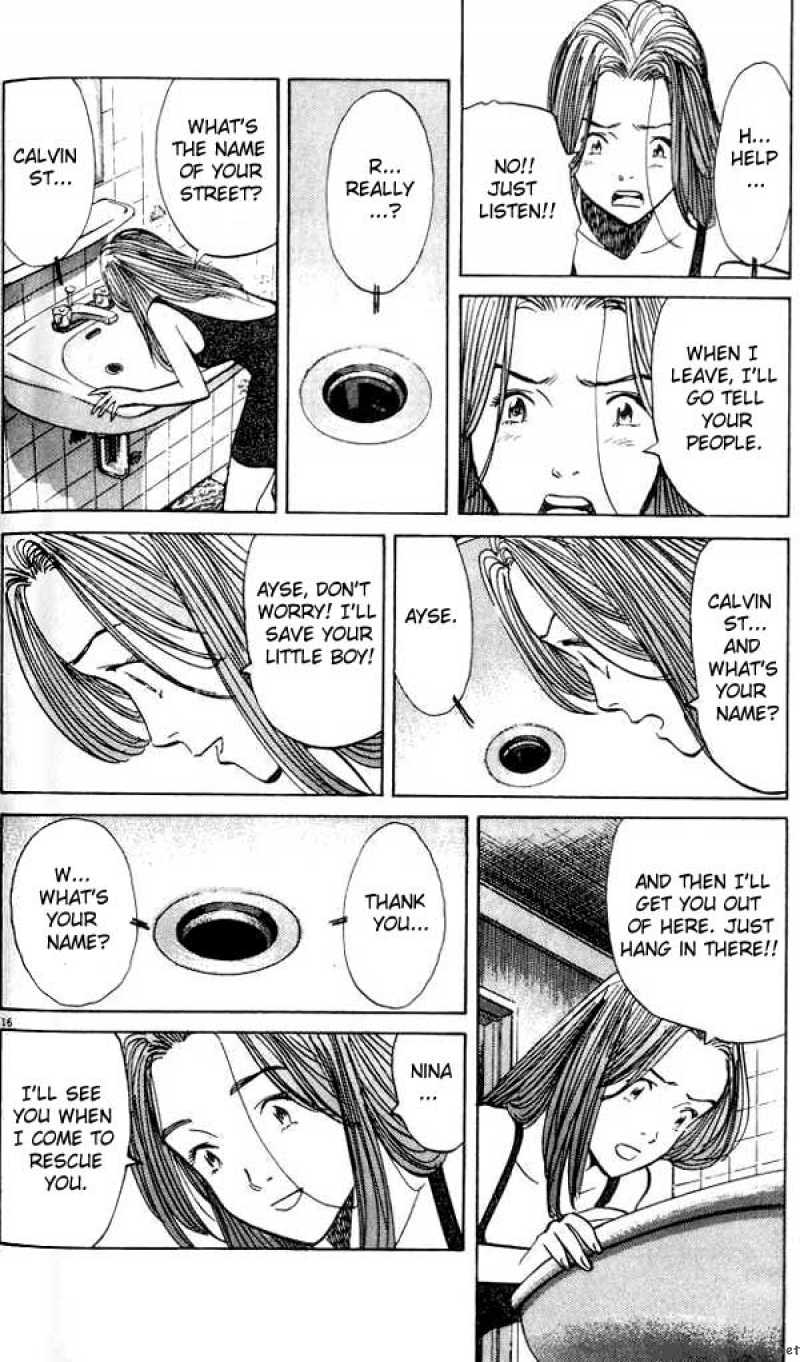 H...
HELP
...
NO!!
JUST
LISTEN!!
WHEN I
LEAVE, I'LL
GO TELL
YOUR
PEOPLE.
R...
REALLY
...?
WHAT'S
THE NAME
OF YOUR
STREET?
CALVIN
ST...
CALVIN
ST...
AND
WHAT'S
YOUR
NAME?
AYSE.
AYSE, DON'T
WORRY! I'LL
SAVE YOUR
LITTLE BOY!
AND THEN I'LL
GET YOU OUT
OF HERE. JUST
HANG IN THERE!!
THANK
YOU...
W...
WHAT'S
YOUR
NAME?
16
NINA
...
I'LL SEE
YOU WHEN
I COME TO
RESCUE
YOU.